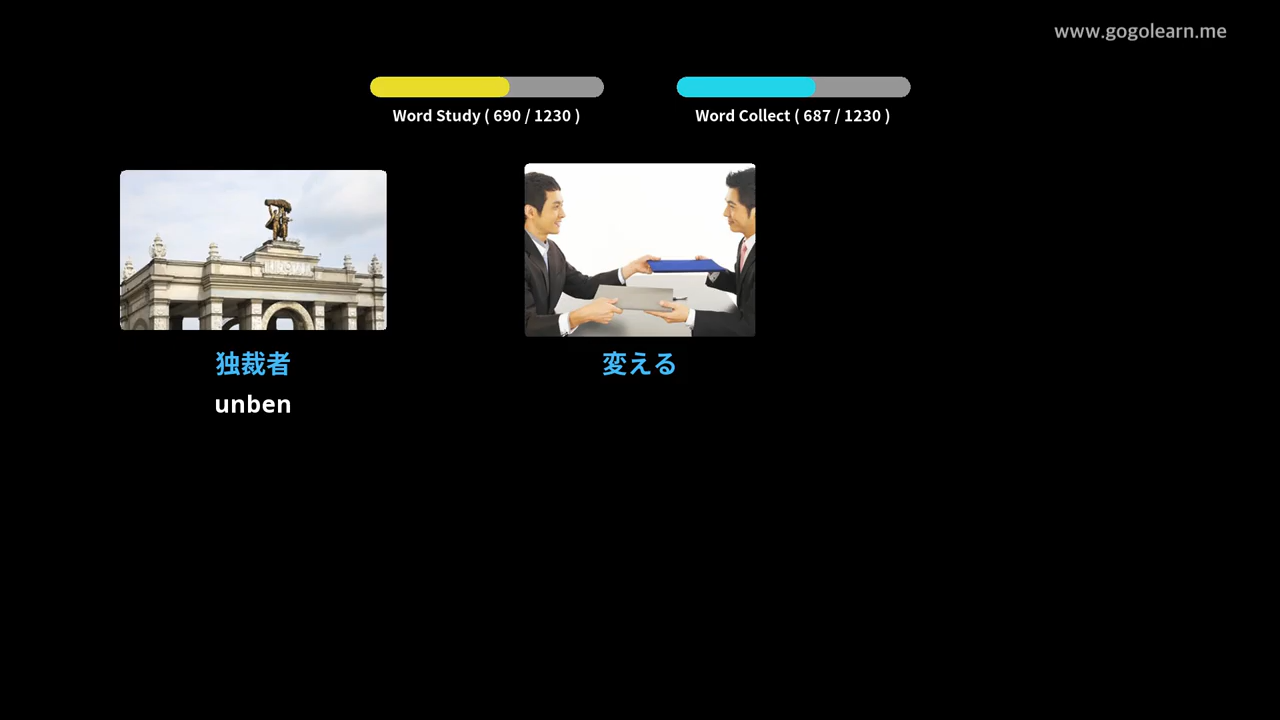 www.gogolearn.me
Word Study ( 690 / 1230 )
Word Collect ( 687 / 1230 )
独裁者
変える
unben